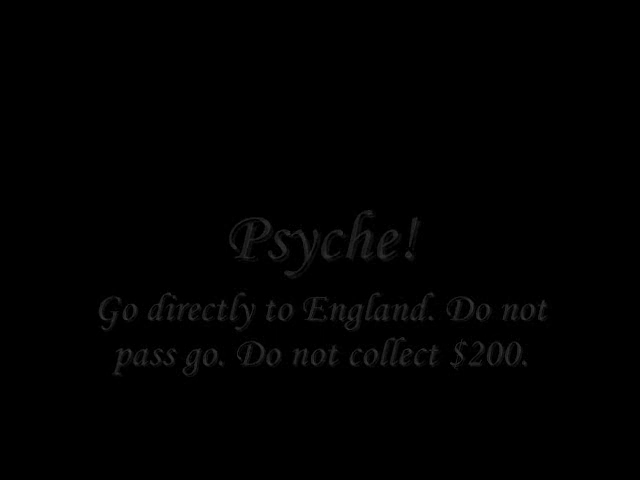 Psyche!
Go directly to England. Do not
pass go. Do not collect $200.